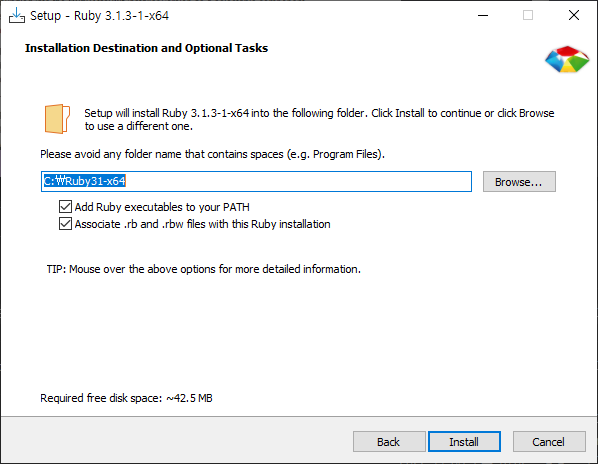 Setup - Ruby 3.1.3-1-x64
Installation Destination and Optional Tasks
Setup will install Ruby 3.1.3-1-x64 into the following folder. Click Install to continue or click Browse
to use a different one.
Please avoid any folder name that contains spaces (e.g. Program Files).
C:₩Ruby31-x64
Browse...
Add Ruby executables to your PATH
Associate .rb and .rbw files with this Ruby installation
TIP: Mouse over the above options for more detailed information.
Required free disk space: ~42.5 MB
Back
Install
Cancel